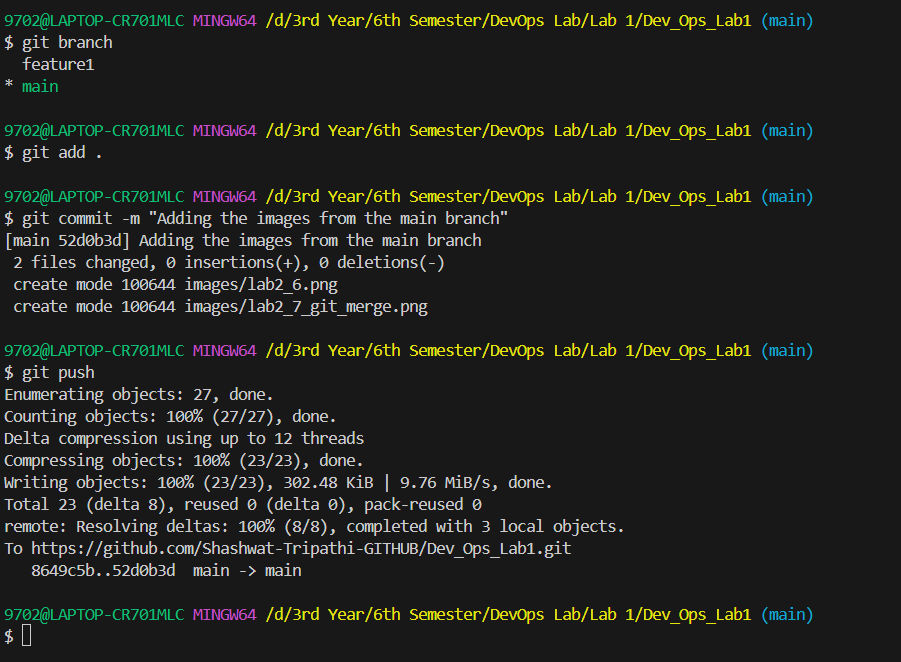 9702@LAPTOP-CR701MLC MINGW64 /d/3rd Year/6th Semester/DevOps Lab/Lab 1/Dev_Ops_Lab1 (main)
$ git branch
  feature1
* main

9702@LAPTOP-CR701MLC MINGW64 /d/3rd Year/6th Semester/DevOps Lab/Lab 1/Dev_Ops_Lab1 (main)
$ git add .

9702@LAPTOP-CR701MLC MINGW64 /d/3rd Year/6th Semester/DevOps Lab/Lab 1/Dev_Ops_Lab1 (main)
$ git commit -m "Adding the images from the main branch"
[main 52d0b3d] Adding the images from the main branch
 2 files changed, 0 insertions(+), 0 deletions(-)
 create mode 100644 images/lab2_6.png
 create mode 100644 images/lab2_7_git_merge.png

9702@LAPTOP-CR701MLC MINGW64 /d/3rd Year/6th Semester/DevOps Lab/Lab 1/Dev_Ops_Lab1 (main)
$ git push
Enumerating objects: 27, done.
Counting objects: 100% (27/27), done.
Delta compression using up to 12 threads
Compressing objects: 100% (23/23), done.
Writing objects: 100% (23/23), 302.48 KiB | 9.76 MiB/s, done.
Total 23 (delta 8), reused 0 (delta 0), pack-reused 0
remote: Resolving deltas: 100% (8/8), completed with 3 local objects.
To https://github.com/Shashwat-Tripathi-GITHUB/Dev_Ops_Lab1.git
   8649c5b..52d0b3d  main -> main

9702@LAPTOP-CR701MLC MINGW64 /d/3rd Year/6th Semester/DevOps Lab/Lab 1/Dev_Ops_Lab1 (main)
$